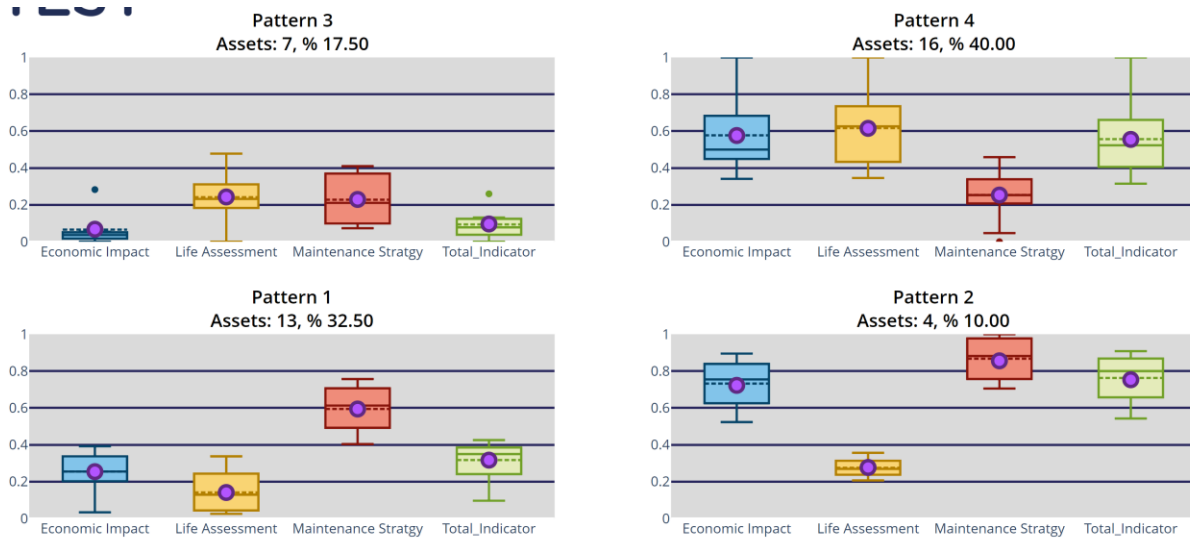 Pattern 3
Assets: 7, % 17.50
1
0.8
0.6
0.4
0.2
0
Economic Impact Life Assessment Maintenance Stratgy Total_Indicator
Pattern 4
Assets: 16, % 40.00
1
0.8
0.6
0.4
0.2
0
Economic Impact Life Assessment Maintenance Stratgy Total_Indicator
Pattern 1
Assets: 13, % 32.50
1
0.8
0.6
0.4
0.2
0
Economic Impact Life Assessment Maintenance Stratgy Total_Indicator
Pattern 2
Assets: 4, % 10.00
1
0.8
0.6
0.4
0.2
0
Economic Impact Life Assessment Maintenance Stratgy Total_Indicator